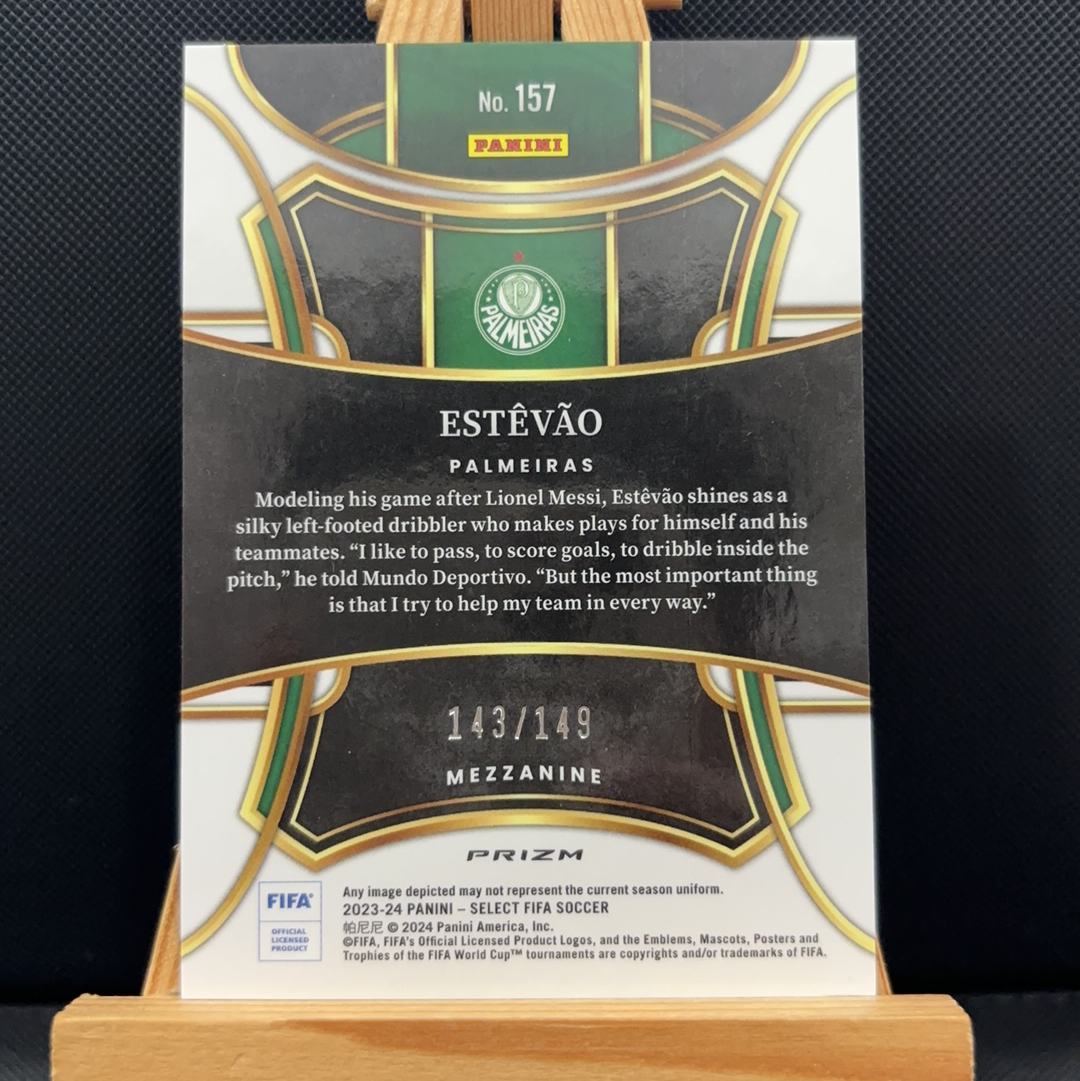 No. 157
PANINI
P
PALMEIRAS
ESTÊVÃO
PALMEIRAS
Modeling his game after Lionel Messi, Estêvão shines as a
silky left-footed dribbler who makes plays for himself and his
teammates. “I like to pass, to score goals, to dribble inside the
pitch,” he told Mundo Deportivo. “But the most important thing
is that I try to help my team in every way.”
143/149
MEZZANINE
PRIZM
FIFA®
OFFICIAL
LICENSED
PRODUCT
Any image depicted may not represent the current season uniform.
2023-24 PANINI – SELECT FIFA SOCCER
帕尼尼 © 2024 Panini America, Inc.
©FIFA, FIFA's Official Licensed Product Logos, and the Emblems, Mascots, Posters and
Trophies of the FIFA World Cup™ tournaments are copyrights and/or trademarks of FIFA.